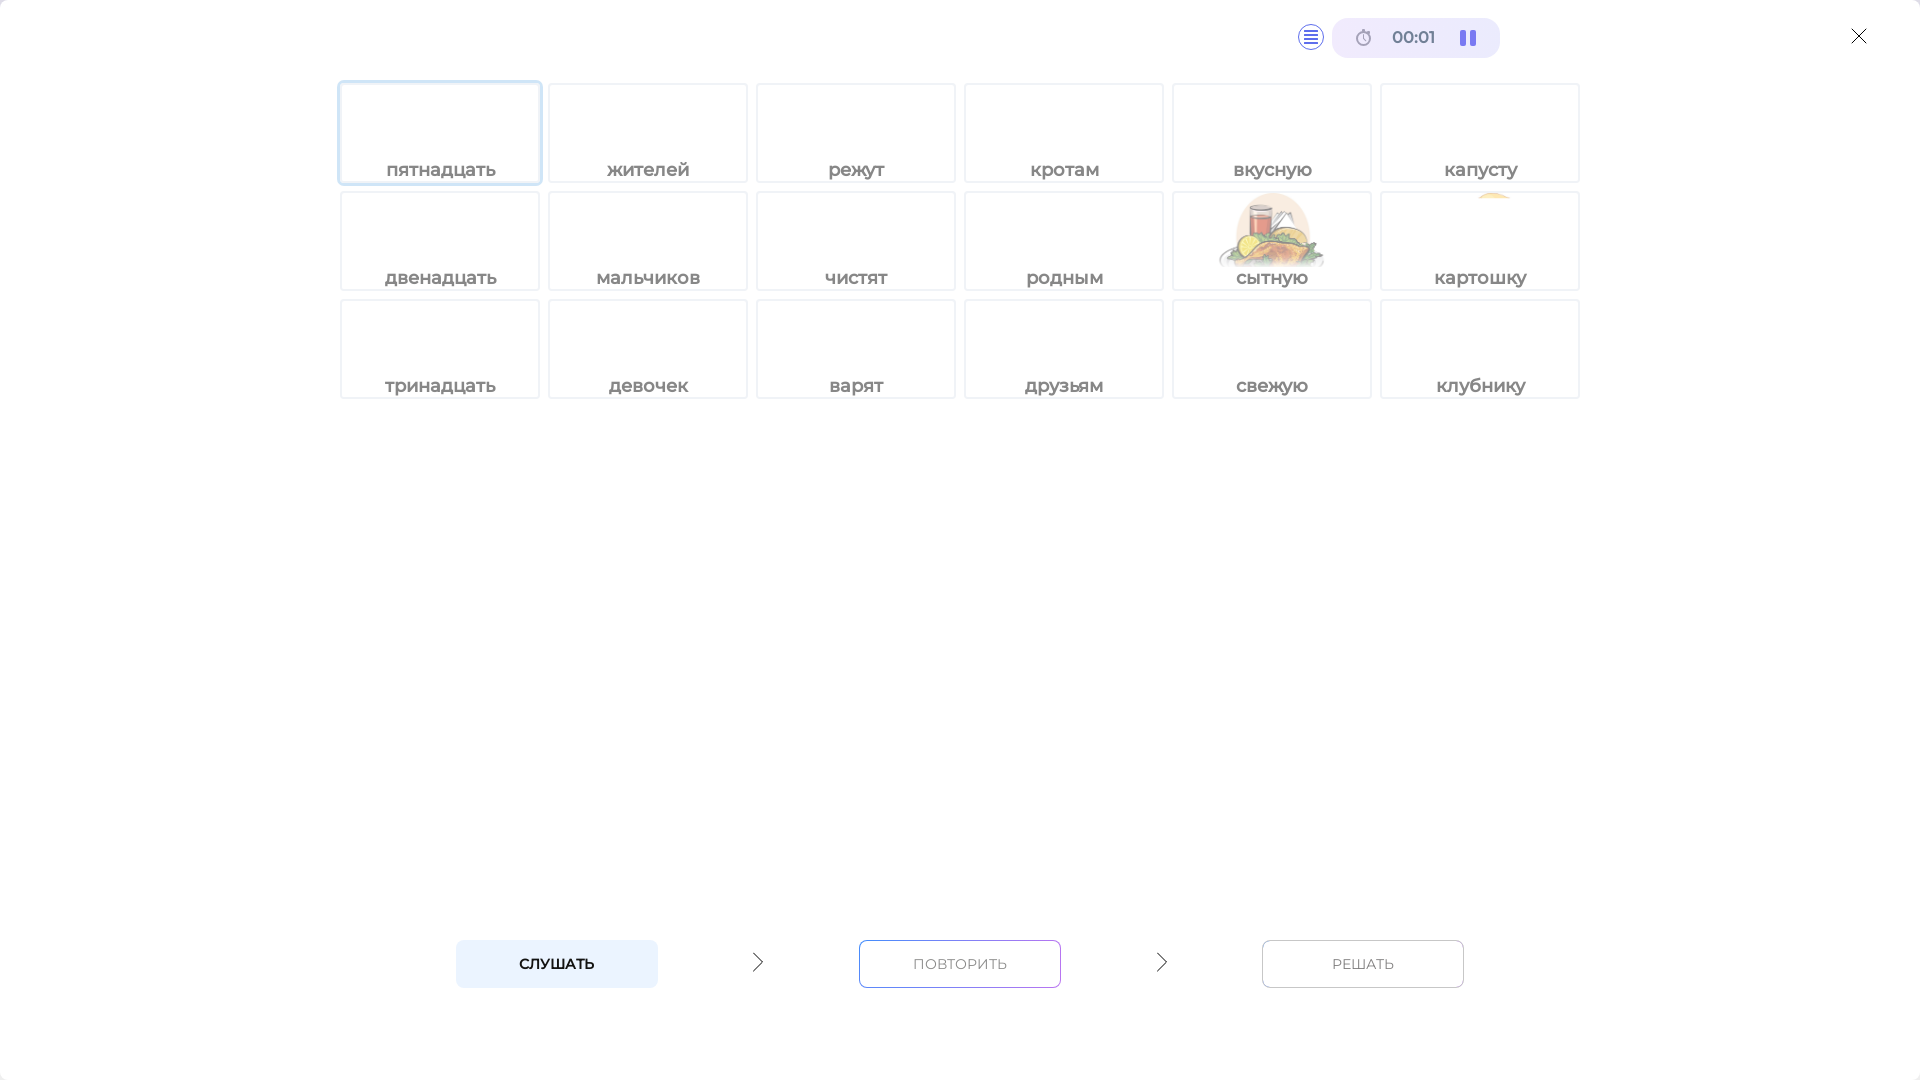 00:01
пятнадцать жителей режут кротам вкусную капусту
двенадцать мальчиков чистят родным сытную картошку
тринадцать девочек варят друзьям свежую клубнику
СЛУШАТЬ ПОВТОРИТЬ РЕШАТЬ